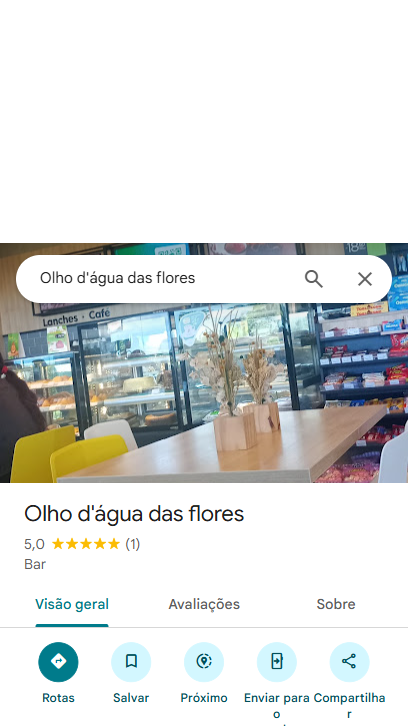 Olho d'água das flores
Lanches - Café
Olho d'água das flores
5,0 (1)
Bar
Visão geral
Avaliações
Sobre
Rotas
Salvar
Próximo
Enviar para o
Compartilhar